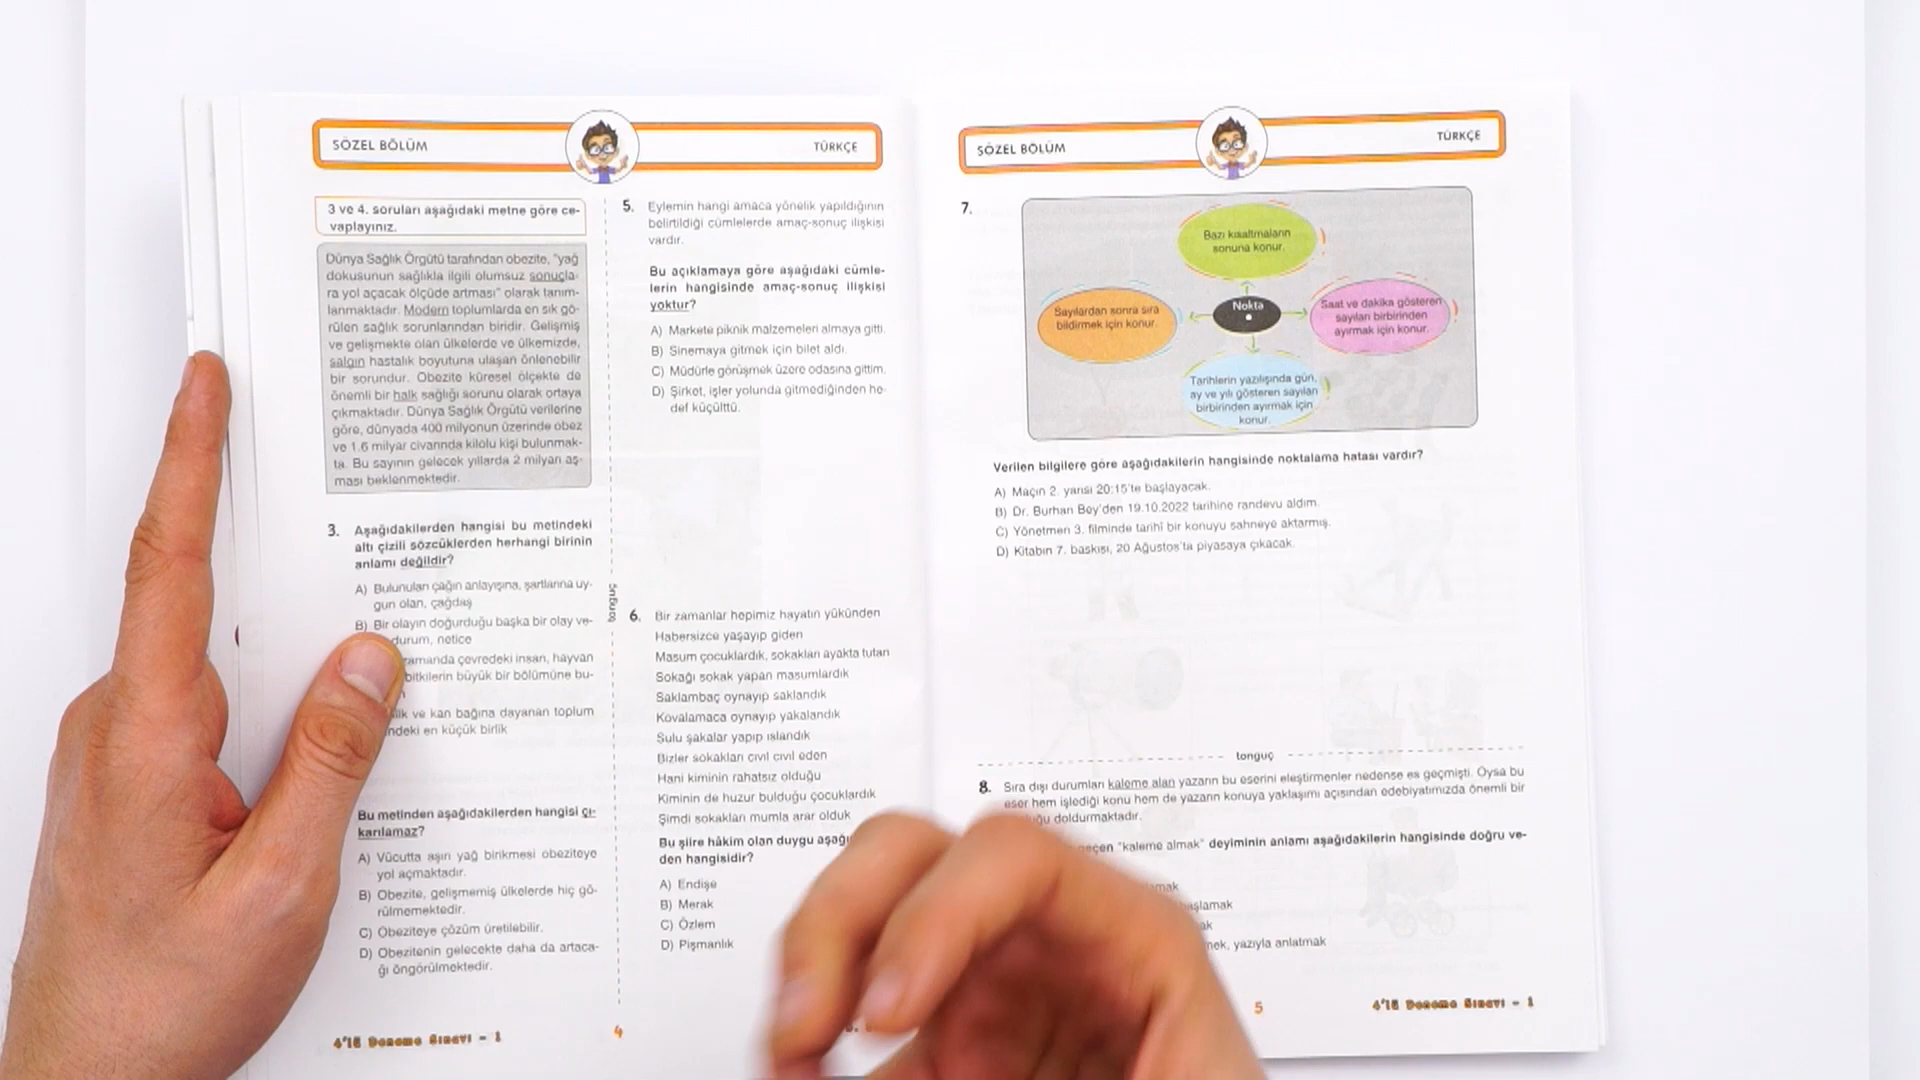 SÖZEL BÖLÜM
TÜRKÇE
3 ve 4. soruları aşağıdaki metne göre ce-
vaplayınız.
Dünya Sağlık Örgütü tarafından obezite, "yağ
dokusunun sağlıkla ilgili olumsuz sonuçla-
ra yol açacak ölçüde artması" olarak tanım-
lanmaktadır. Modern toplumlarda en sık gö-
rülen sağlık sorunlarından biridir. Gelişmiş
ve gelişmekte olan ülkelerde ve ülkemizde,
salgın hastalık boyutuna ulaşan önlenebilir
bir sorundur. Obezite küresel ölçekte de
önemli bir halk sağlığı sorunu olarak ortaya
çıkmaktadır. Dünya Sağlık Örgütü verilerine
göre, dünyada 400 milyonun üzerinde obez
ve 1.6 milyar civarında kilolu kişi bulunmak-
ta. Bu sayının gelecek yıllarda 2 milyarı aş-
ması beklenmektedir.
3. Aşağıdakilerden hangisi bu metindeki
altı çizili sözcüklerden herhangi birinin
anlamı değildir?
A) Bulunulan çağın anlayışına, şartlarına uy-
gun olan, çağdaş
B) Bir olayın doğurduğu başka bir olay ve-
durum, netice
zamanda çevredeki insan, hayvan
bitkilerin büyük bir bölümüne bu-
ve kan bağına dayanan toplum
en küçük birlik
Bu metinden aşağıdakilerden hangisi çı-
karılamaz?
A) Vücutta aşırı yağ birikmesi obeziteye
yol açmaktadır.
B) Obezite, gelişmemiş ülkelerde hiç gö-
rülmemektedir.
C) Obeziteye çözüm üretilebilir.
D) Obezitenin gelecekte daha da artaca-
ğı öngörülmektedir.
tonguç
5. Eylemin hangi amaca yönelik yapıldığının
belirtildiği cümlelerde amaç-sonuç ilişkisi
vardır.
Bu açıklamaya göre aşağıdaki cümle-
lerin hangisinde amaç-sonuç ilişkisi
yoktur?
A) Markete piknik malzemeleri almaya gitti.
B) Sinemaya gitmek için bilet aldı.
C) Müdürle görüşmek üzere odasına gittim.
D) Şirket, işler yolunda gitmediğinden he-
def küçülttü.
6. Bir zamanlar hepimiz hayatın yükünden
Habersizce yaşayıp giden
Masum çocuklardık, sokakları ayakta tutan
Sokağı sokak yapan masumlardık
Saklambaç oynayıp saklandık
Kovalamaca oynayıp yakalandık
Sulu şakalar yapıp ıslandık
Bizler sokakları cıvıl cıvıl eden
Hani kiminin rahatsız olduğu
Kiminin de huzur bulduğu çocuklardık
Şimdi sokakları mumla arar olduk
Bu şiire hâkim olan duygu
den hangisidir?
A) Endişe
B) Merak
C) Özlem
D) Pişmanlık
4'lü Deneme Sınavı - 1
4
SÖZEL BÖLÜM
TÜRKÇE
7.
Bazı kısaltmaların
sonuna konur.
Sayılardan sonra sıra
bildirmek için konur.
Nokta
Saat ve dakika gösteren
sayıları birbirinden
ayırmak için konur.
Tarihlerin yazılışında gün,
ay ve yılı gösteren sayıları
birbirinden ayırmak için
konur.
Verilen bilgilere göre aşağıdakilerin hangisinde noktalama hatası vardır?
A) Maçın 2. yarısı 20:15'te başlayacak.
B) Dr. Burhan Bey'den 19.10.2022 tarihine randevu aldım.
C) Yönetmen 3. filminde tarihî bir konuyu sahneye aktarmış.
D) Kitabın 7. baskısı, 20 Ağustos'ta piyasaya çıkacak.
tonguç
8. Sıra dışı durumları kaleme alan yazarın bu eserini eleştirmenler nedense es geçmişti. Oysa bu
eser hem işlediği konu hem de yazarın konuya yaklaşımı açısından edebiyatımızda önemli bir
doldurmaktadır.
geçen "kaleme almak" deyiminin anlamı aşağıdakilerin hangisinde doğru ve-
başlamak
yazıyla anlatmak
5
4'lü Deneme Sınavı - 1